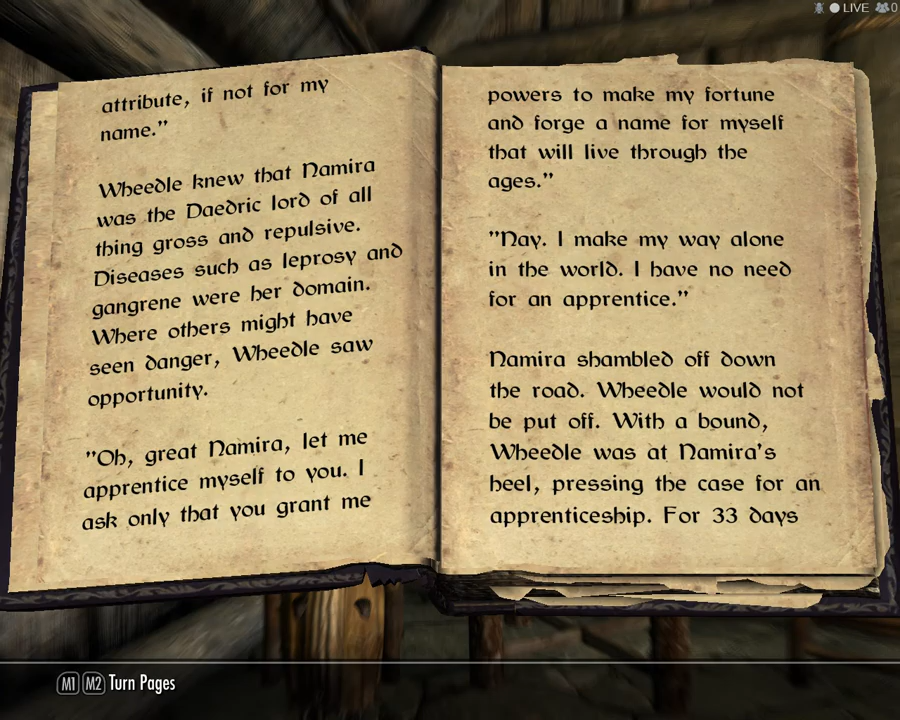 LIVE 0
attribute, if not for my
name."
Wheedle knew that Namira
was the Daedric lord of all
thing gross and repulsive.
Diseases such as leprosy and
gangrene were her domain.
Where others might have
seen danger, Wheedle saw
opportunity.
"Oh, great Namira, let me
apprentice myself to you. I
ask only that you grant me
powers to make my fortune
and forge a name for myself
that will live through the
ages."
"Nay. I make my way alone
in the world. I have no need
for an apprentice."
Namira shambled off down
the road. Wheedle would not
be put off. With a bound,
Wheedle was at Namira's
heel, pressing the case for an
apprenticeship. For 33 days
M1 M2 Turn Pages